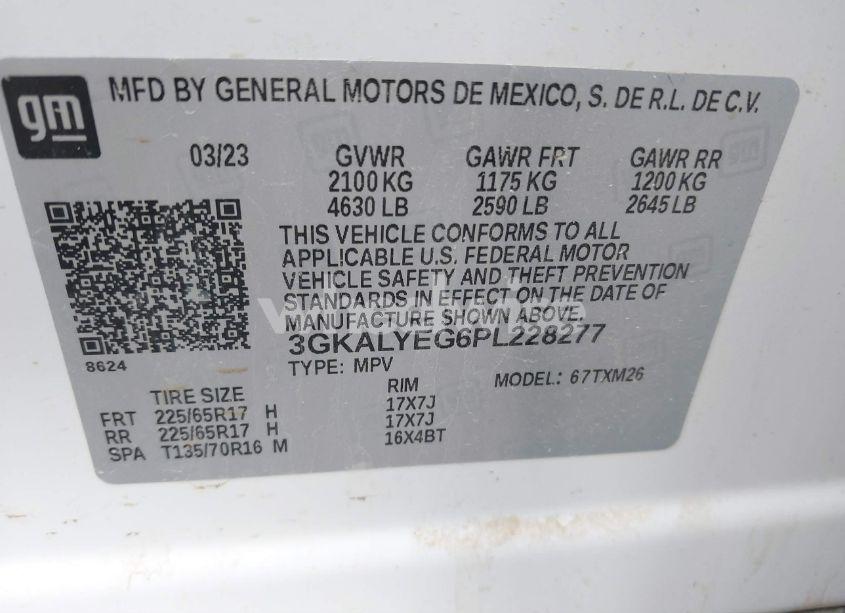 gm
MFD BY GENERAL MOTORS DE MEXICO, S. DE R.L. DE C.V.
03/23 GVWR GAWR FRT GAWR RR
2100 KG 1175 KG 1200 KG
4630 LB 2590 LB 2645 LB
THIS VEHICLE CONFORMS TO ALL
APPLICABLE U.S. FEDERAL MOTOR
VEHICLE SAFETY AND THEFT PREVENTION
STANDARDS IN EFFECT ON THE DATE OF
MANUFACTURE SHOWN ABOVE.
3GKALYEG6PL228277
8624
TYPE: MPV MODEL: 67TXM26
TIRE SIZE RIM
FRT 225/65R17 H 17X7J
RR 225/65R17 H 17X7J
SPA T135/70R16 M 16X4BT